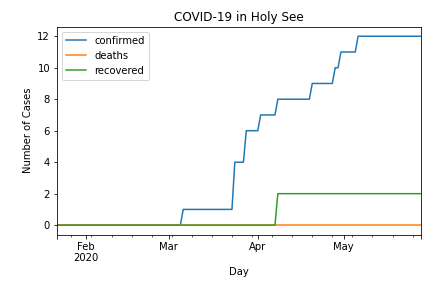 COVID-19 in Holy See
confirmed
deaths
recovered
Number of Cases
12
10
8
6
4
2
0
Feb
2020
Mar
Apr
May
Day